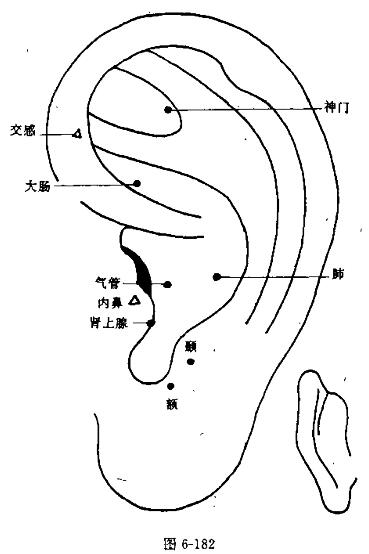 神门
交感
大肠
气管
肺
内鼻
肾上腺
颞
额
图 6-182